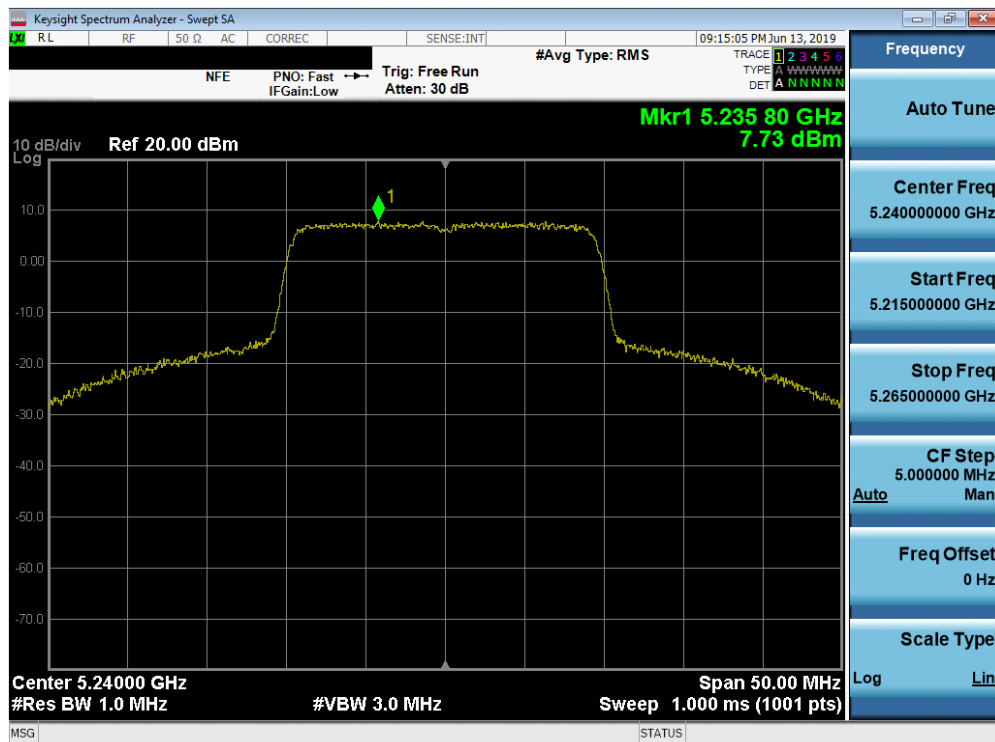 Keysight Spectrum Analyzer - Swept SA
LXI RL RF 50 Ω AC CORREC SENSE:INT 09:15:05 PM Jun 13, 2019
#Avg Type: RMS
TRACE 1 2 3 4 5 6
TYPE A W W W W W W
DET A N N N N N
NFE PNO: Fast Trig: Free Run
IFGain:Low Atten: 30 dB
Mkr1 5.235 80 GHz
7.73 dBm
10 dB/div Ref 20.00 dBm
Log
1
10.0
0.00
-10.0
-20.0
-30.0
-40.0
-50.0
-60.0
-70.0
Center 5.24000 GHz Span 50.00 MHz
#Res BW 1.0 MHz #VBW 3.0 MHz Sweep 1.000 ms (1001 pts)
MSG STATUS
Frequency
Auto Tune
Center Freq
5.240000000 GHz
Start Freq
5.215000000 GHz
Stop Freq
5.265000000 GHz
CF Step
5.000000 MHz
Auto Man
Freq Offset
0 Hz
Scale Type
Log Lin